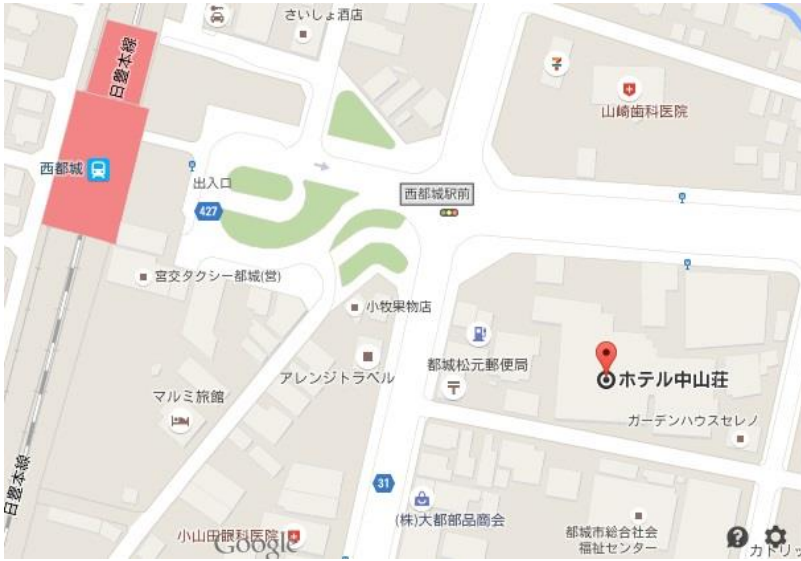 さいしょ酒店
日豊本線
山崎歯科医院
西都城
出入口
西都城駅前
427
宮交タクシー都城(営)
小牧果物店
都城松元郵便局
アレンジトラベル
ホテル中山荘
マルミ旅館
ガーデンハウスセレノ
日豊本線
31
(株)大都部品商会
小山田眼科医院
都城市総合社会
福祉センター
Google
カトリッ